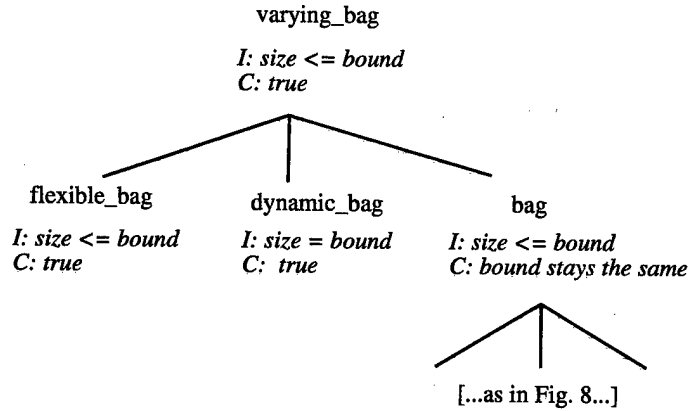 varying_bag
I: size <= bound
C: true
flexible_bag
I: size <= bound
C: true
dynamic_bag
I: size = bound
C: true
bag
I: size <= bound
C: bound stays the same
[...as in Fig. 8...]